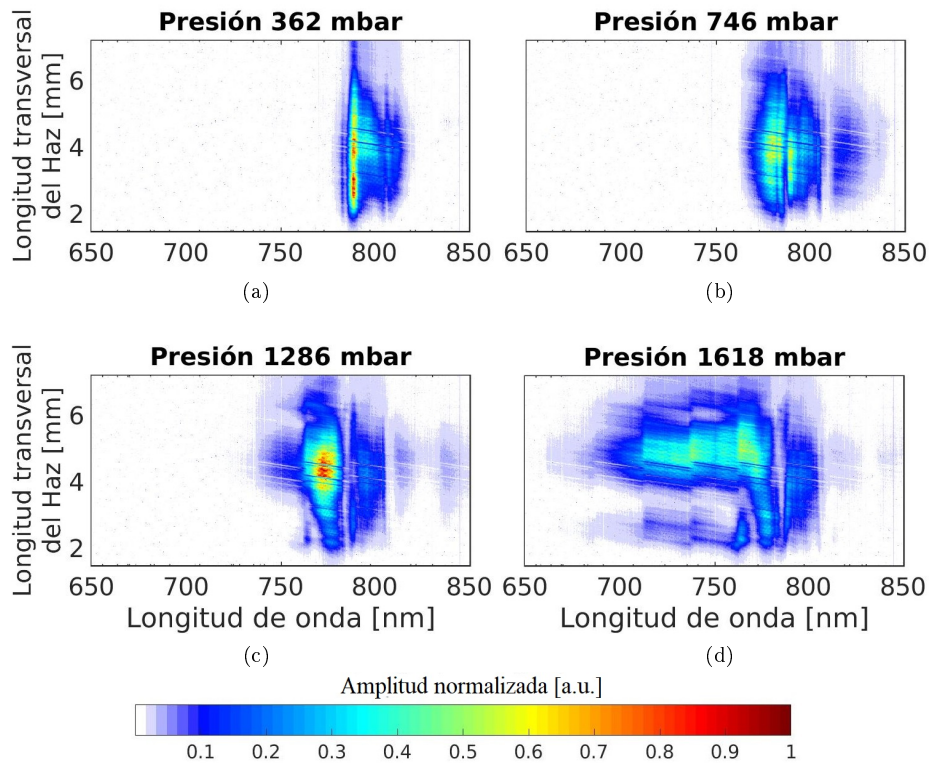 Presión 362 mbar
Presión 746 mbar
Longitud transversal
del Haz [mm]
6
4
2
650 700 750 800 850
650 700 750 800 850
6
4
2
(a)
(b)
Presión 1286 mbar
Presión 1618 mbar
Longitud transversal
del Haz [mm]
6
4
2
650 700 750 800 850
650 700 750 800 850
6
4
2
Longitud de onda [nm]
Longitud de onda [nm]
(c)
(d)
Amplitud normalizada [a.u.]
0.1 0.2 0.3 0.4 0.5 0.6 0.7 0.8 0.9 1